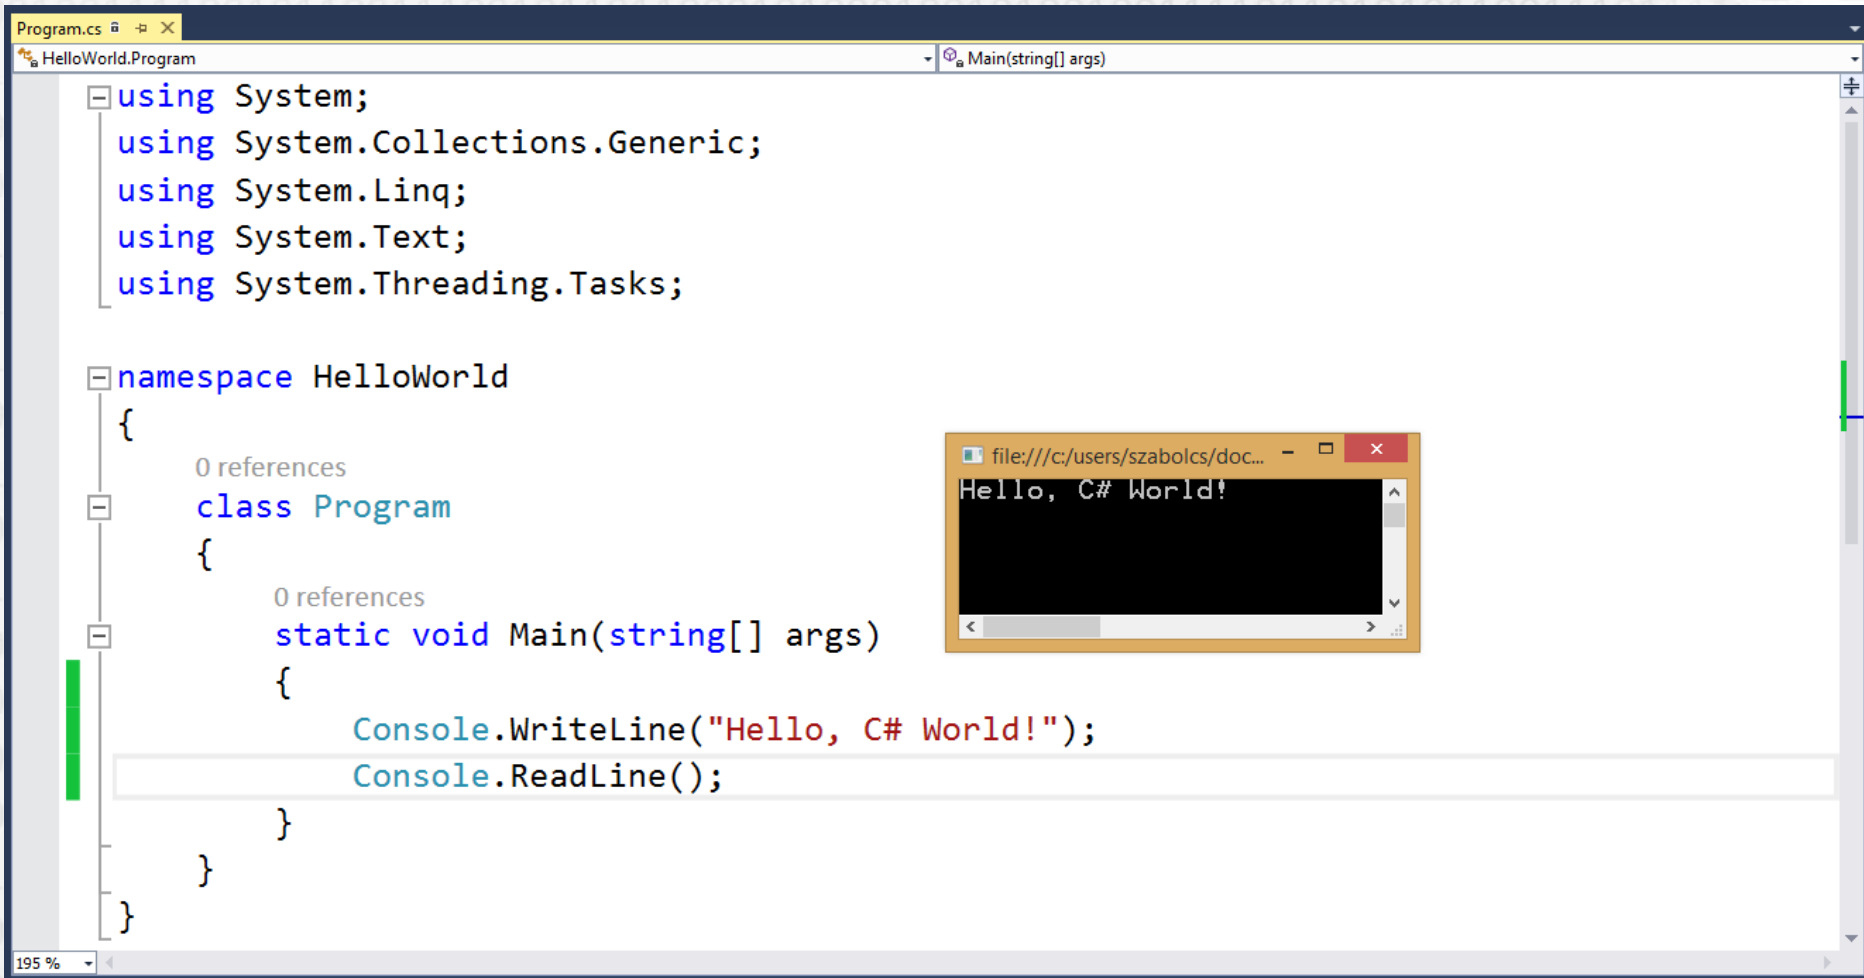 Program.cs
HelloWorld.Program
Main(string[] args)
using System;
using System.Collections.Generic;
using System.Linq;
using System.Text;
using System.Threading.Tasks;
namespace HelloWorld
{
0 references
class Program
{
0 references
static void Main(string[] args)
{
Console.WriteLine("Hello, C# World!");
Console.ReadLine();
}
}
}
file:///c:/users/szabolcs/doc...
Hello, C# World!
195 %